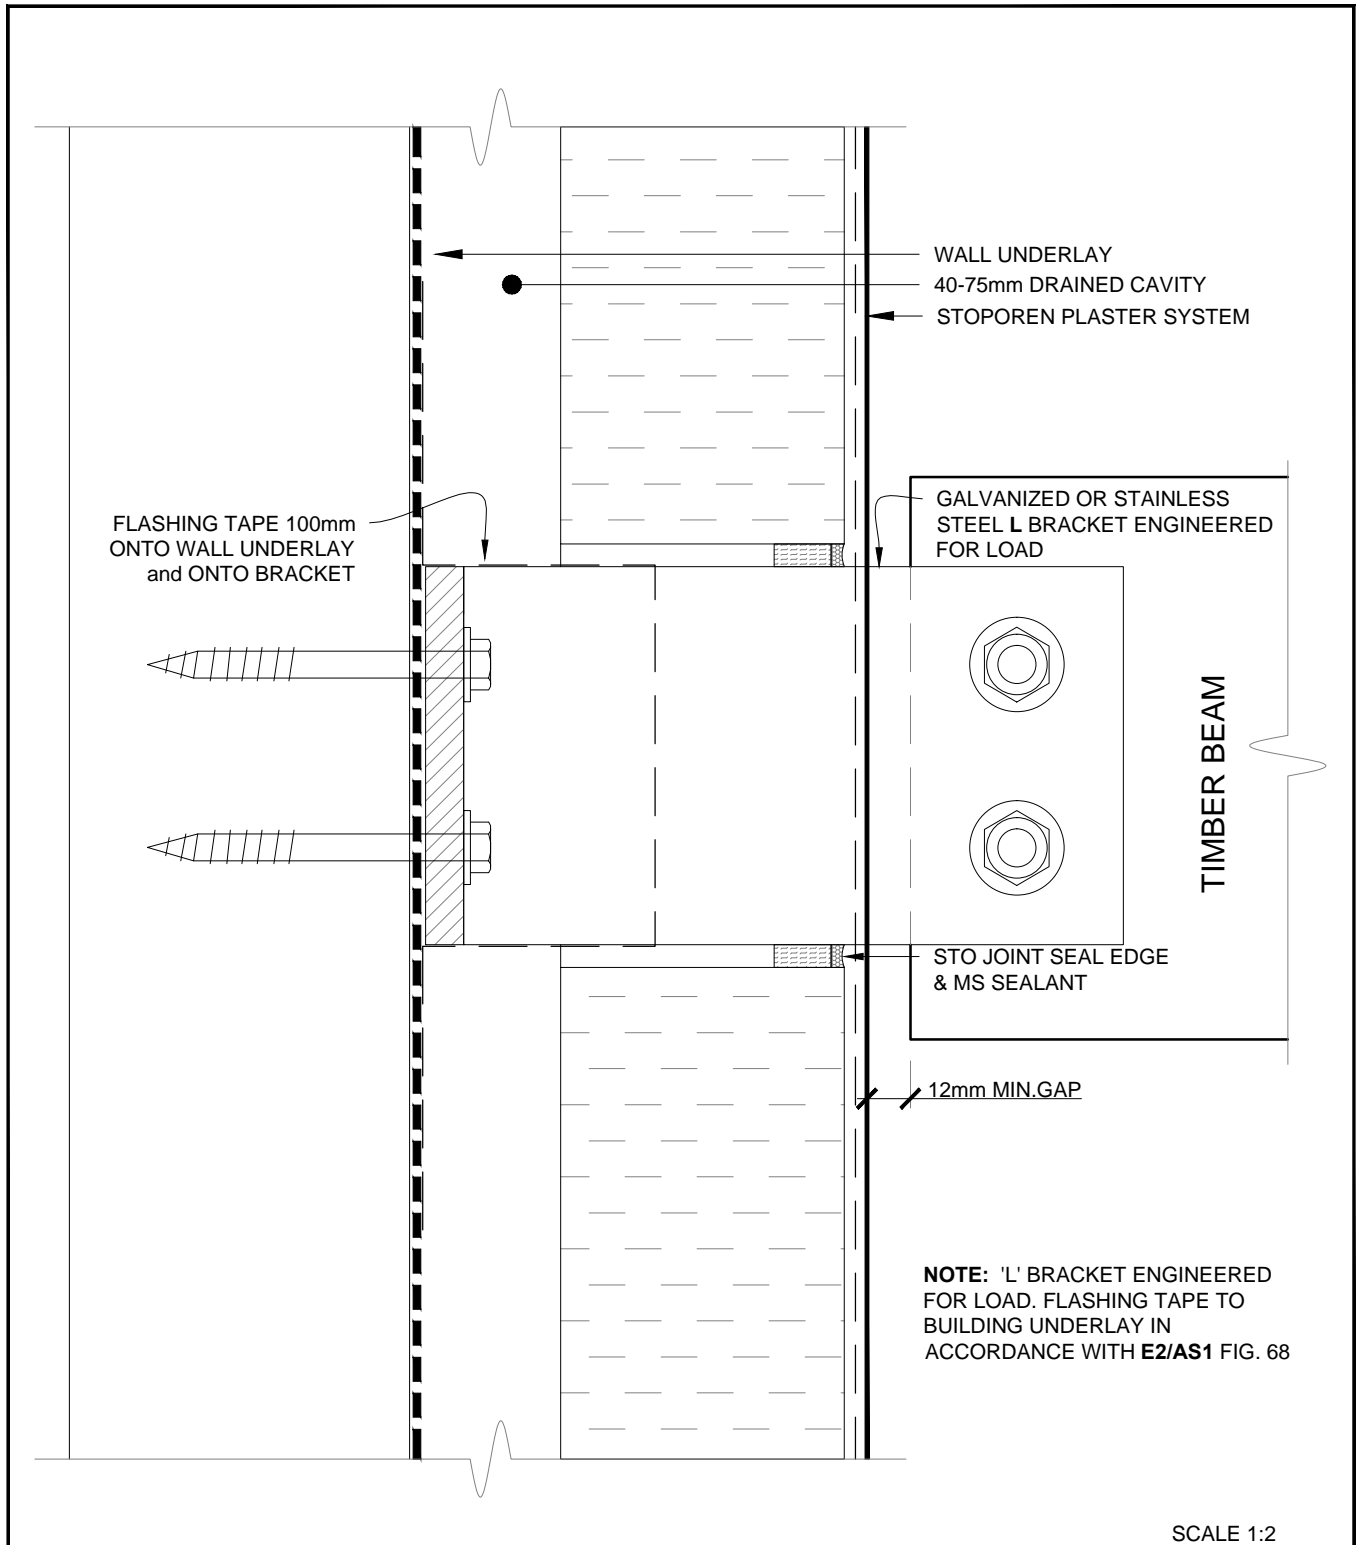 WALL UNDERLAY
40-75mm DRAINED CAVITY
STOPOREN PLASTER SYSTEM
FLASHING TAPE 100mm
ONTO WALL UNDERLAY
and ONTO BRACKET
GALVANIZED OR STAINLESS
STEEL L BRACKET ENGINEERED
FOR LOAD
TIMBER BEAM
STO JOINT SEAL EDGE
& MS SEALANT
12mm MIN.GAP
NOTE: 'L' BRACKET ENGINEERED
FOR LOAD. FLASHING TAPE TO
BUILDING UNDERLAY IN
ACCORDANCE WITH E2/AS1 FIG. 68
SCALE 1:2